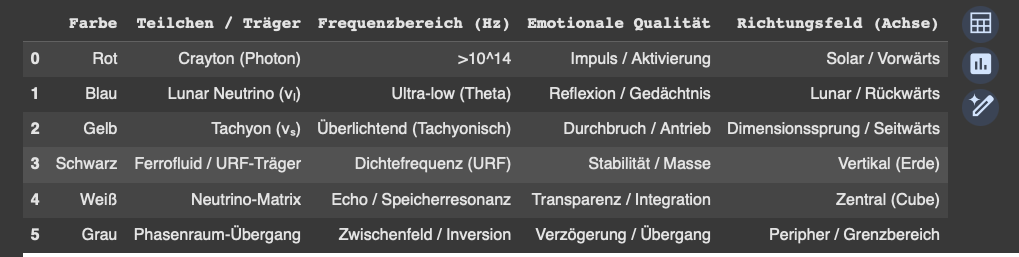 Farbe Teilchen / Träger Frequenzbereich (Hz) Emotionale Qualität Richtungsfeld (Achse)
0 Rot Crayton (Photon) >10^14 Impuls / Aktivierung Solar / Vorwärts
1 Blau Lunar Neutrino (νₗ) Ultra-low (Theta) Reflexion / Gedächtnis Lunar / Rückwärts
2 Gelb Tachyon (νₛ) Überlichtend (Tachyonisch) Durchbruch / Antrieb Dimensionssprung / Seitwärts
3 Schwarz Ferrofluid / URF-Träger Dichtefrequenz (URF) Stabilität / Masse Vertikal (Erde)
4 Weiß Neutrino-Matrix Echo / Speicherresonanz Transparenz / Integration Zentral (Cube)
5 Grau Phasenraum-Übergang Zwischenfeld / Inversion Verzögerung / Übergang Peripher / Grenzbereich